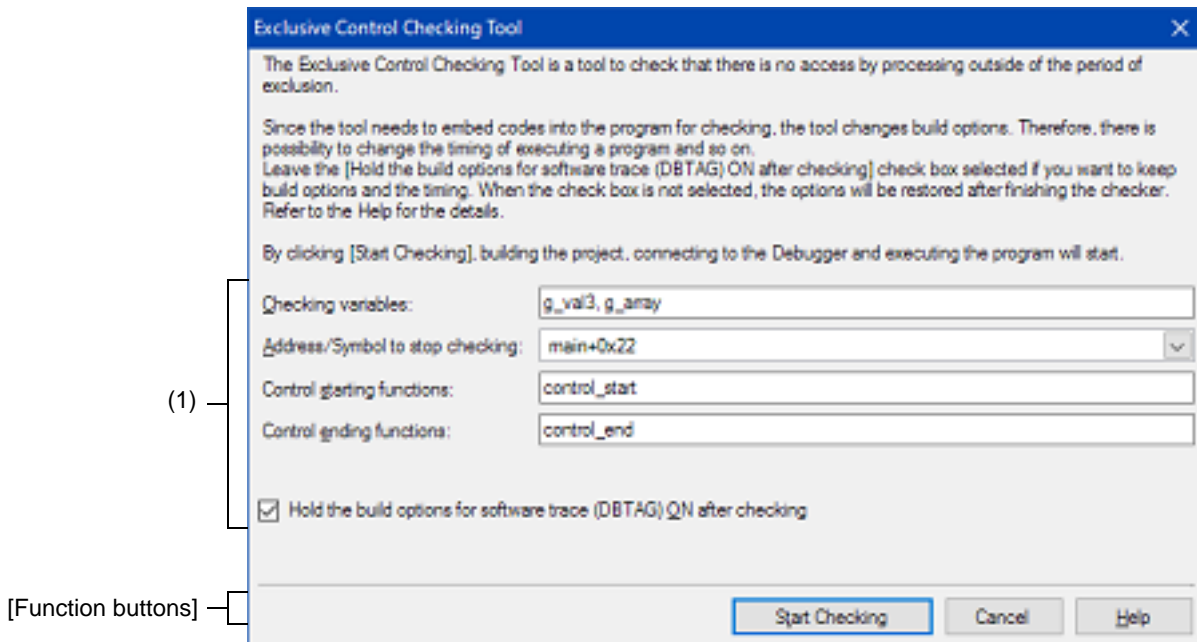 Exclusive Control Checking Tool
The Exclusive Control Checking Tool is a tool to check that there is no access by processing outside of the period of
exclusion.
Since the tool needs to embed codes into the program for checking, the tool changes build options. Therefore, there is
possibility to change the timing of executing a program and so on.
Leave the [Hold the build options for software trace (DBTAG) ON after checking] check box selected if you want to keep
build options and the timing. When the check box is not selected, the options will be restored after finishing the checker.
Refer to the Help for the details.
By clicking [Start Checking], building the project, connecting to the Debugger and executing the program will start.
Checking variables: g_val3, g_array
Address/Symbol to stop checking: main+0x22
(1)
Control starting functions: control_start
Control ending functions: control_end
Hold the build options for software trace (DBTAG) ON after checking
[Function buttons]
Start Checking Cancel Help